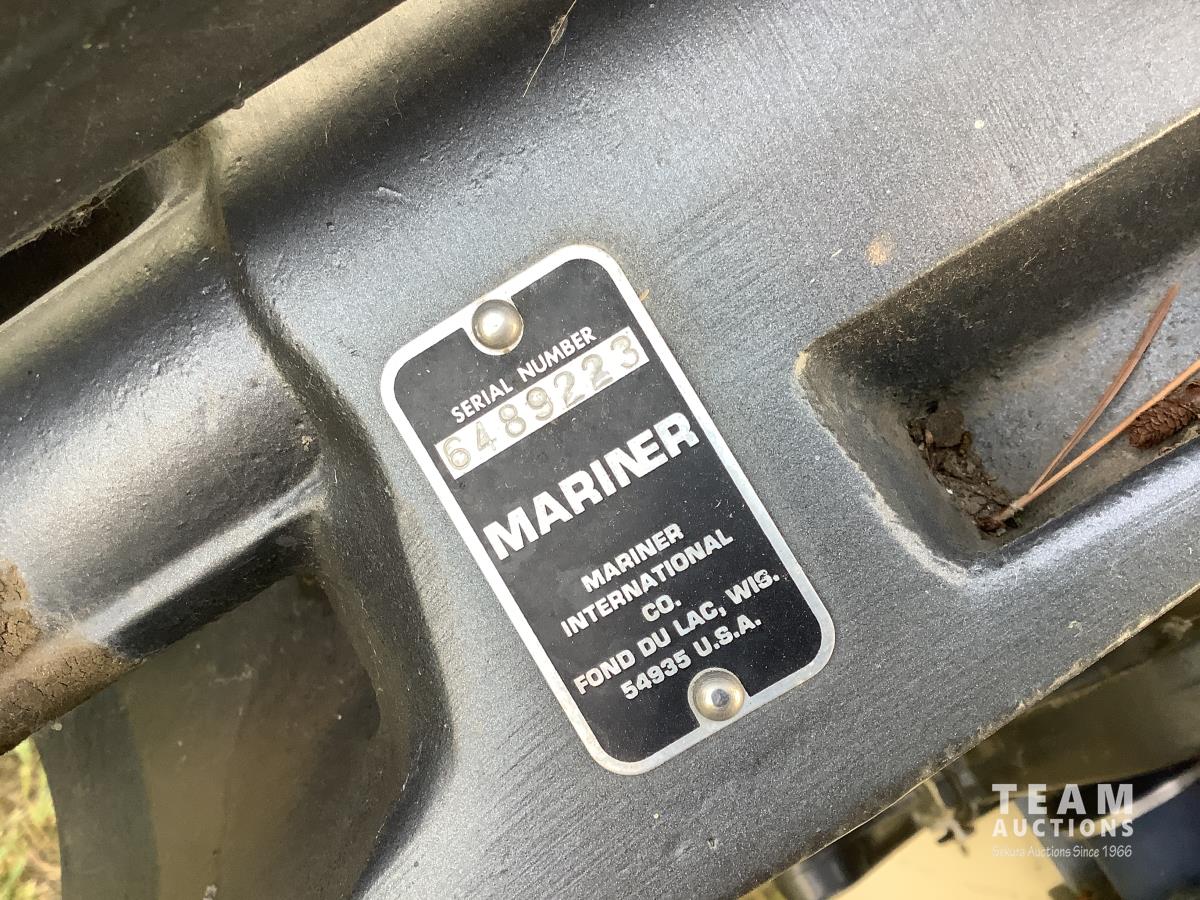 SERIAL NUMBER
6489223
MARINER
MARINER
INTERNATIONAL
CO.
FOND DU LAC, WIS.
54935 U.S.A.
TEAM
AUCTIONS
Sekura Auctions Since 1966